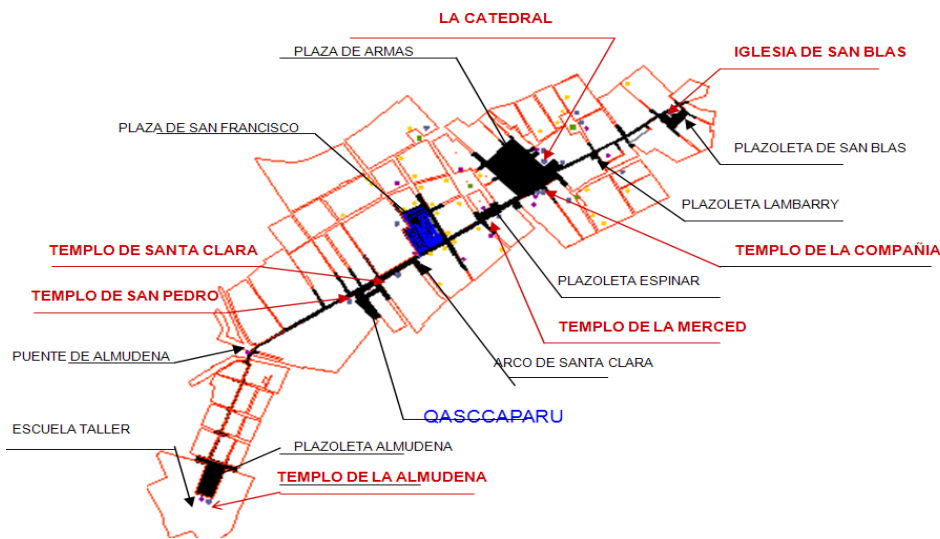 LA CATEDRAL
PLAZA DE ARMAS
IGLESIA DE SAN BLAS
PLAZA DE SAN FRANCISCO
PLAZOLETA DE SAN BLAS
PLAZOLETA LAMBARRY
TEMPLO DE SANTA CLARA
TEMPLO DE LA COMPAÑIA
PLAZOLETA ESPINAR
TEMPLO DE SAN PEDRO
TEMPLO DE LA MERCED
PUENTE DE ALMUDENA
ARCO DE SANTA CLARA
QASCCAPARU
ESCUELA TALLER
PLAZOLETA ALMUDENA
TEMPLO DE LA ALMUDENA